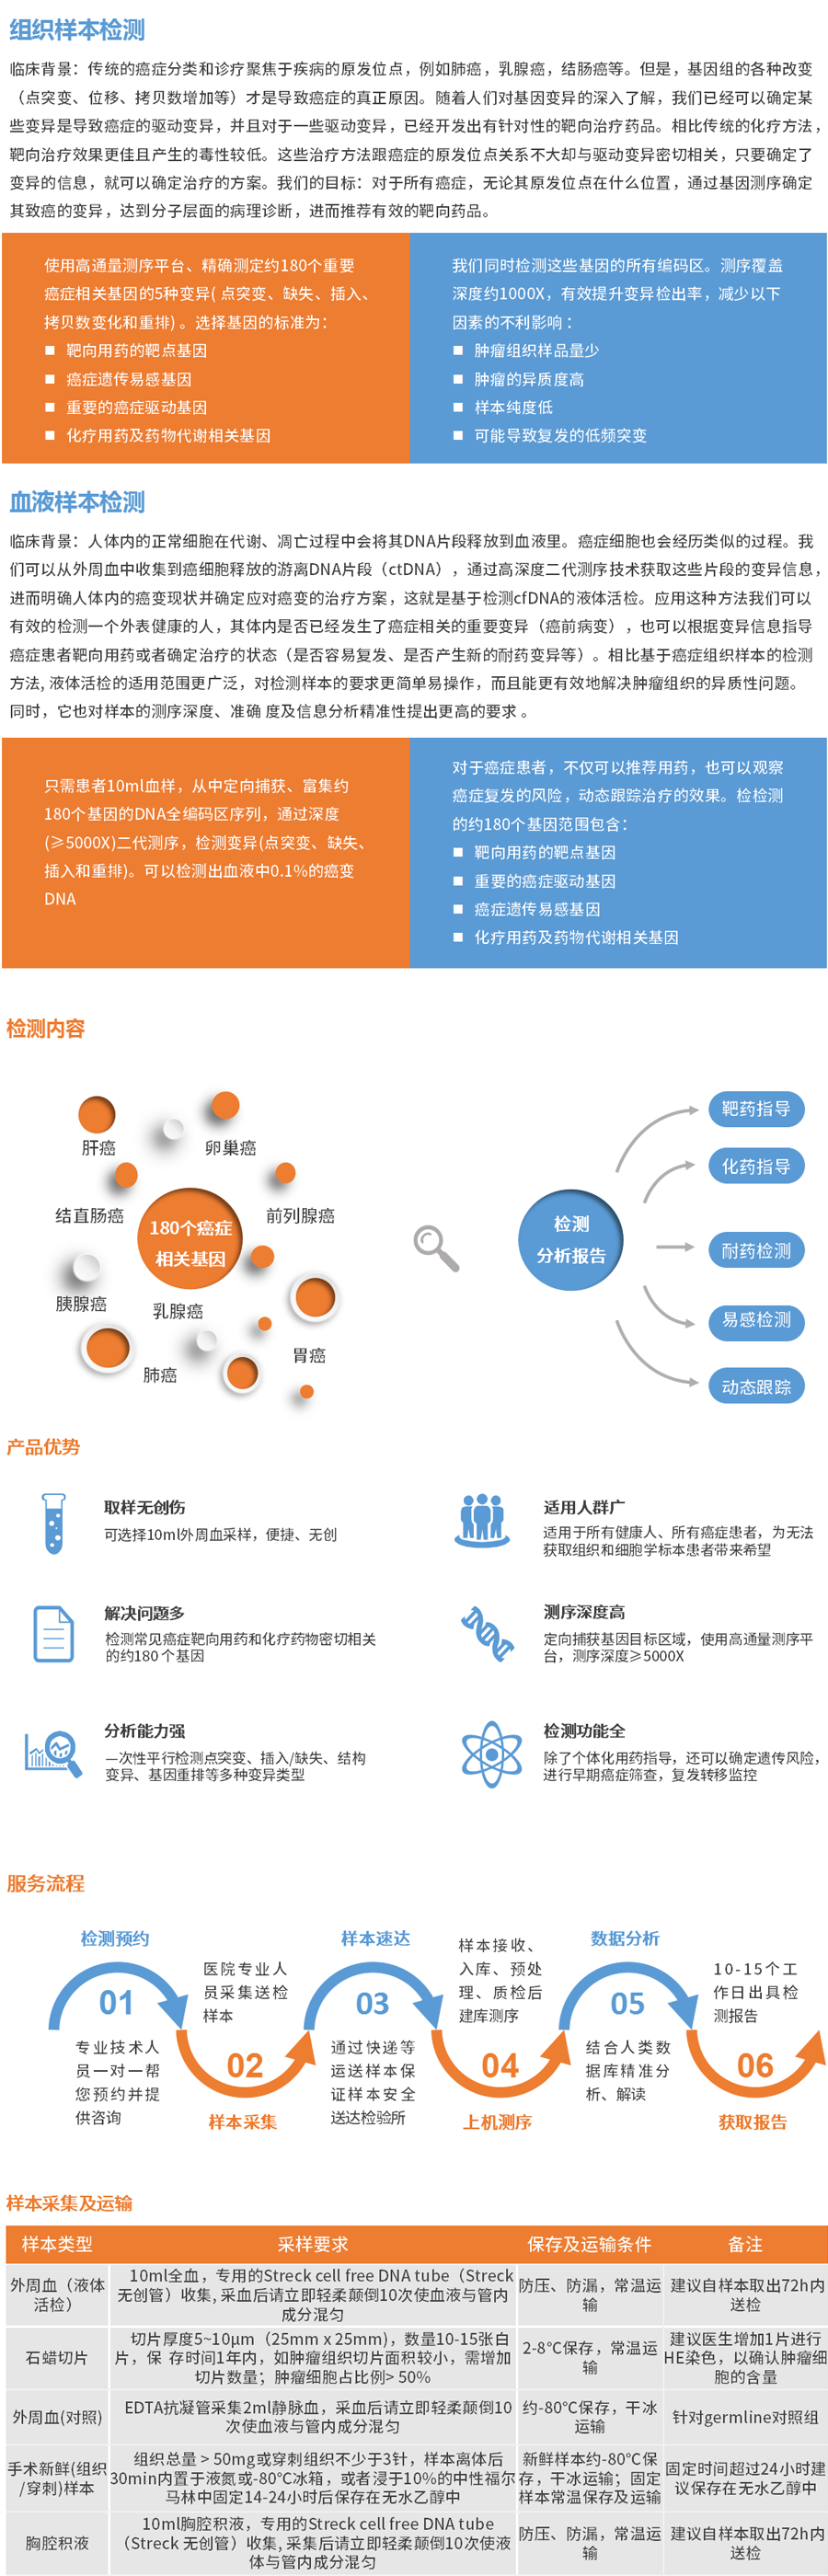 组织样本检测
临床背景：传统的癌症分类和诊疗聚焦于疾病的原发位点，例如肺癌，乳腺癌，结肠癌等。但是，基因组的各种改变
（点突变、位移、拷贝数增加等）才是导致癌症的真正原因。随着人们对基因变异的深入了解，我们已经可以确定某
些变异是导致癌症的驱动变异，并且对于一些驱动变异，已经开发出有针对性的靶向治疗药品。相比传统的化疗方法，
靶向治疗效果更佳且产生的毒性较低。这些治疗方法跟癌症的原发位点关系不大却与驱动变异密切相关，只要确定了
变异的信息，就可以确定治疗的方案。我们的目标：对于所有癌症，无论其原发位点在什么位置，通过基因测序确定
其致癌的变异，达到分子层面的病理诊断，进而推荐有效的靶向药品。
使用高通量测序平台、精确测定约180个重要
癌症相关基因的5种变异( 点突变、缺失、插入、
拷贝数变化和重排) 。选择基因的标准为：
■ 靶向用药的靶点基因
■ 癌症遗传易感基因
■ 重要的癌症驱动基因
■ 化疗用药及药物代谢相关基因
我们同时检测这些基因的所有编码区。测序覆盖
深度约1000X，有效提升变异检出率，减少以下
因素的不利影响 ：
■ 肿瘤组织样品量少
■ 肿瘤的异质度高
■ 样本纯度低
■ 可能导致复发的低频突变
血液样本检测
临床背景：人体内的正常细胞在代谢、凋亡过程中会将其DNA片段释放到血液里。癌症细胞也会经历类似的过程。我
们可以从外周血中收集到癌细胞释放的游离DNA片段（ctDNA），通过高深度二代测序技术获取这些片段的变异信息，
进而明确人体内的癌变现状并确定应对癌变的治疗方案，这就是基于检测cfDNA的液体活检。应用这种方法我们可以
有效的检测一个外表健康的人，其体内是否已经发生了癌症相关的重要变异（癌前病变），也可以根据变异信息指导
癌症患者靶向用药或者确定治疗的状态（是否容易复发、是否产生新的耐药变异等）。相比基于癌症组织样本的检测
方法, 液体活检的适用范围更广泛，对检测样本的要求更简单易操作，而且能更有效地解决肿瘤组织的异质性问题。
同时，它也对样本的测序深度、准确 度及信息分析精准性提出更高的要求 。
只需患者10ml血样，从中定向捕获、富集约
180个基因的DNA全编码区序列，通过深度
(≥5000X)二代测序，检测变异(点突变、缺失、
插入和重排)。可以检测出血液中0.1%的癌变
DNA
对于癌症患者，不仅可以推荐用药，也可以观察
癌症复发的风险，动态跟踪治疗的效果。检检测
的约180个基因范围包含：
■ 靶向用药的靶点基因
■ 重要的癌症驱动基因
■ 癌症遗传易感基因
■ 化疗用药及药物代谢相关基因
检测内容
肝癌
卵巢癌
结直肠癌
前列腺癌
180个癌症
相关基因
胰腺癌
乳腺癌
胃癌
肺癌
检测
分析报告
靶药指导
化药指导
耐药检测
易感检测
动态跟踪
产品优势
取样无创伤
可选择10ml外周血采样，便捷、无创
适用人群广
适用于所有健康人、所有癌症患者，为无法
获取组织和细胞学标本患者带来希望
解决问题多
检测常见癌症靶向用药和化疗药物密切相关
的约180 个基因
测序深度高
定向捕获基因目标区域，使用高通量测序平
台，测序深度≥5000X
分析能力强
一次性平行检测点突变、插入/缺失、结构
变异、基因重排等多种变异类型
检测功能全
除了个体化用药指导，还可以确定遗传风险，
进行早期癌症筛查，复发转移监控
服务流程
检测预约
01
专业技术人
员一对一帮
您预约并提
供咨询
医院专业人
员采集送检
样本
02
样本采集
样本速达
03
通过快递等
运送样本保
证样本安全
送达检验所
样本接收、
入库、预处
理、质检后
建库测序
04
上机测序
数据分析
05
结合人类数
据库精准分
析、解读
10-15个工
作日出具检
测报告
06
获取报告
样本采集及运输
样本类型 采样要求 保存及运输条件 备注
外周血（液体
活检）
10ml全血，专用的Streck cell free DNA tube（Streck
无创管）收集, 采血后请立即轻柔颠倒10次使血液与管内
成分混匀
防压、防漏，常温运
输
建议自样本取出72h内
送检
石蜡切片
切片厚度5~10μm（25mm x 25mm)，数量10-15张白
片，保 存时间1年内，如肿瘤组织切片面积较小，需增加
切片数量；肿瘤细胞占比例> 50%
2-8℃保存，常温运
输
建议医生增加1片进行
HE染色，以确认肿瘤细
胞的含量
外周血(对照)
EDTA抗凝管采集2ml静脉血，采血后请立即轻柔颠倒10
次使血液与管内成分混匀
约-80℃保存，干冰
运输
针对germline对照组
手术新鲜(组织
/穿刺)样本
组织总量 > 50mg或穿刺组织不少于3针，样本离体后
30min内置于液氮或-80℃冰箱，或者浸于10%的中性福尔
马林中固定14-24小时后保存在无水乙醇中
新鲜样本约-80℃保
存，干冰运输；固定
样本常温保存及运输
固定时间超过24小时建
议保存在无水乙醇中
胸腔积液
10ml胸腔积液，专用的Streck cell free DNA tube
（Streck 无创管）收集, 采集后请立即轻柔颠倒10次使液
体与管内成分混匀
防压、防漏，常温运
输
建议自样本取出72h内
送检